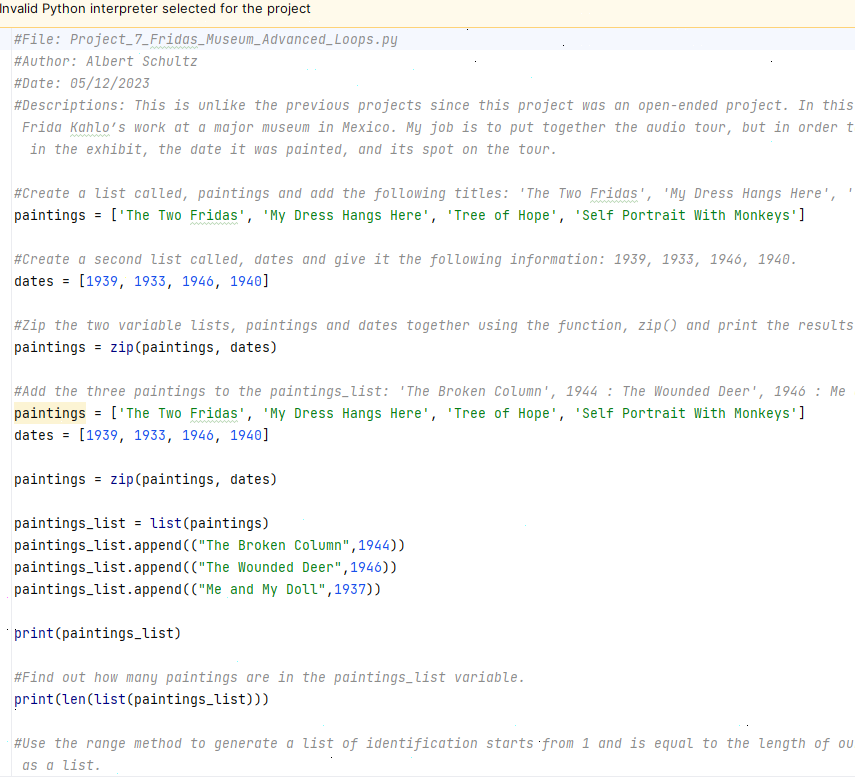 Invalid Python interpreter selected for the project
#File: Project_7_Fridas_Museum_Advanced_Loops.py
#Author: Albert Schultz
#Date: 05/12/2023
#Descriptions: This is unlike the previous projects since this project was an open-ended project. In this
Frida Kahlo’s work at a major museum in Mexico. My job is to put together the audio tour, but in order t
in the exhibit, the date it was painted, and its spot on the tour.
#Create a list called, paintings and add the following titles: 'The Two Fridas', 'My Dress Hangs Here', '
paintings = ['The Two Fridas', 'My Dress Hangs Here', 'Tree of Hope', 'Self Portrait With Monkeys']
#Create a second list called, dates and give it the following information: 1939, 1933, 1946, 1940.
dates = [1939, 1933, 1946, 1940]
#Zip the two variable lists, paintings and dates together using the function, zip() and print the results
paintings = zip(paintings, dates)
#Add the three paintings to the paintings_list: 'The Broken Column', 1944 : The Wounded Deer', 1946 : Me
paintings = ['The Two Fridas', 'My Dress Hangs Here', 'Tree of Hope', 'Self Portrait With Monkeys']
dates = [1939, 1933, 1946, 1940]
paintings = zip(paintings, dates)
paintings_list = list(paintings)
paintings_list.append(("The Broken Column",1944))
paintings_list.append(("The Wounded Deer",1946))
paintings_list.append(("Me and My Doll",1937))
print(paintings_list)
#Find out how many paintings are in the paintings_list variable.
print(len(list(paintings_list)))
#Use the range method to generate a list of identification starts from 1 and is equal to the length of ou
as a list.